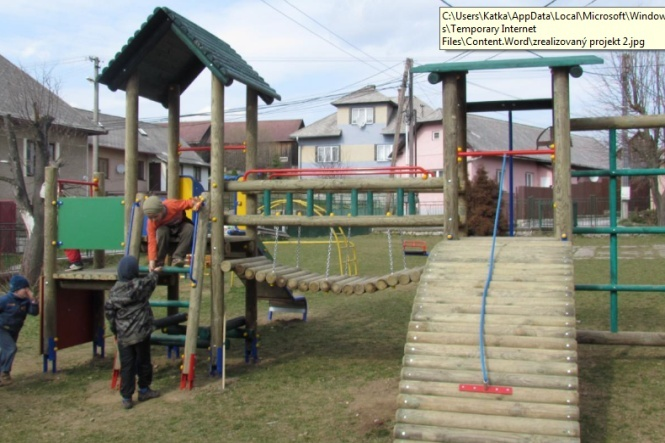 C:\Users\Katka\AppData\Local\Microsoft\Window
s\Temporary Internet
Files\Content.Word\zrealizovaný projekt 2.jpg